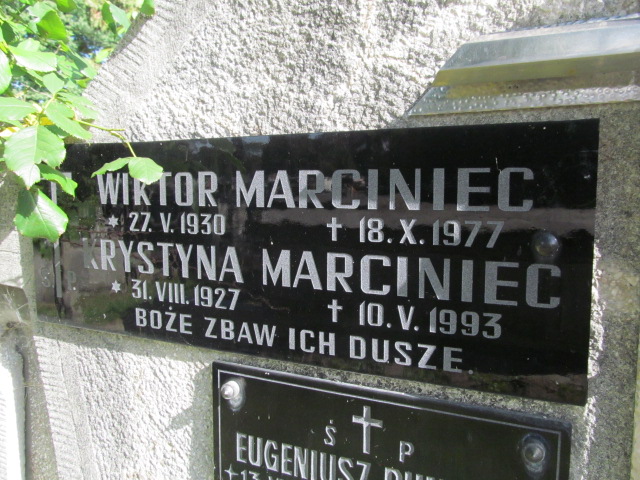 WIKTOR MARCINIEC
* 27. V. 1930 † 18. X. 1977
KRYSTYNA MARCINIEC
* 31. VIII. 1927 † 10. V. 1993
BOŻE ZBAW ICH DUSZE.
Ś P
EUGENIUSZ